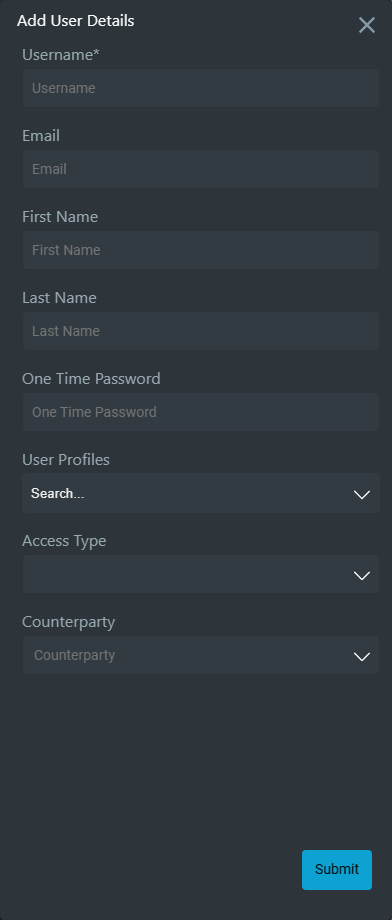 Add User Details
Username*
Username
Email
Email
First Name
First Name
Last Name
Last Name
One Time Password
One Time Password
User Profiles
Search...
Access Type
Counterparty
Counterparty
Submit